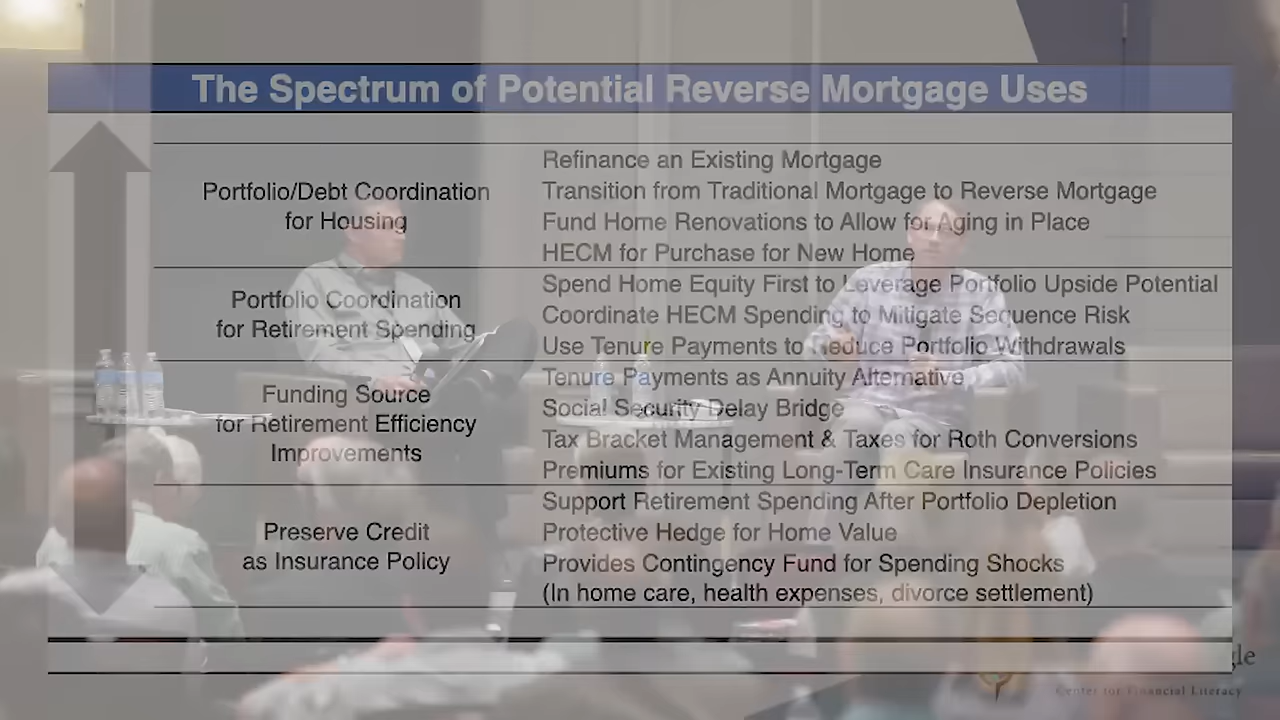 The Spectrum of Potential Reverse Mortgage Uses
Portfolio/Debt Coordination
for Housing
Refinance an Existing Mortgage
Transition from Traditional Mortgage to Reverse Mortgage
Fund Home Renovations to Allow for Aging in Place
HECM for Purchase for New Home
Portfolio Coordination
for Retirement Spending
Spend Home Equity First to Leverage Portfolio Upside Potential
Coordinate HECM Spending to Mitigate Sequence Risk
Use Tenure Payments to Reduce Portfolio Withdrawals
Funding Source
for Retirement Efficiency
Improvements
Tenure Payments as Annuity Alternative
Social Security Delay Bridge
Tax Bracket Management & Taxes for Roth Conversions
Premiums for Existing Long-Term Care Insurance Policies
Preserve Credit
as Insurance Policy
Support Retirement Spending After Portfolio Depletion
Protective Hedge for Home Value
Provides Contingency Fund for Spending Shocks
(In home care, health expenses, divorce settlement)
Center for Financial Literacy